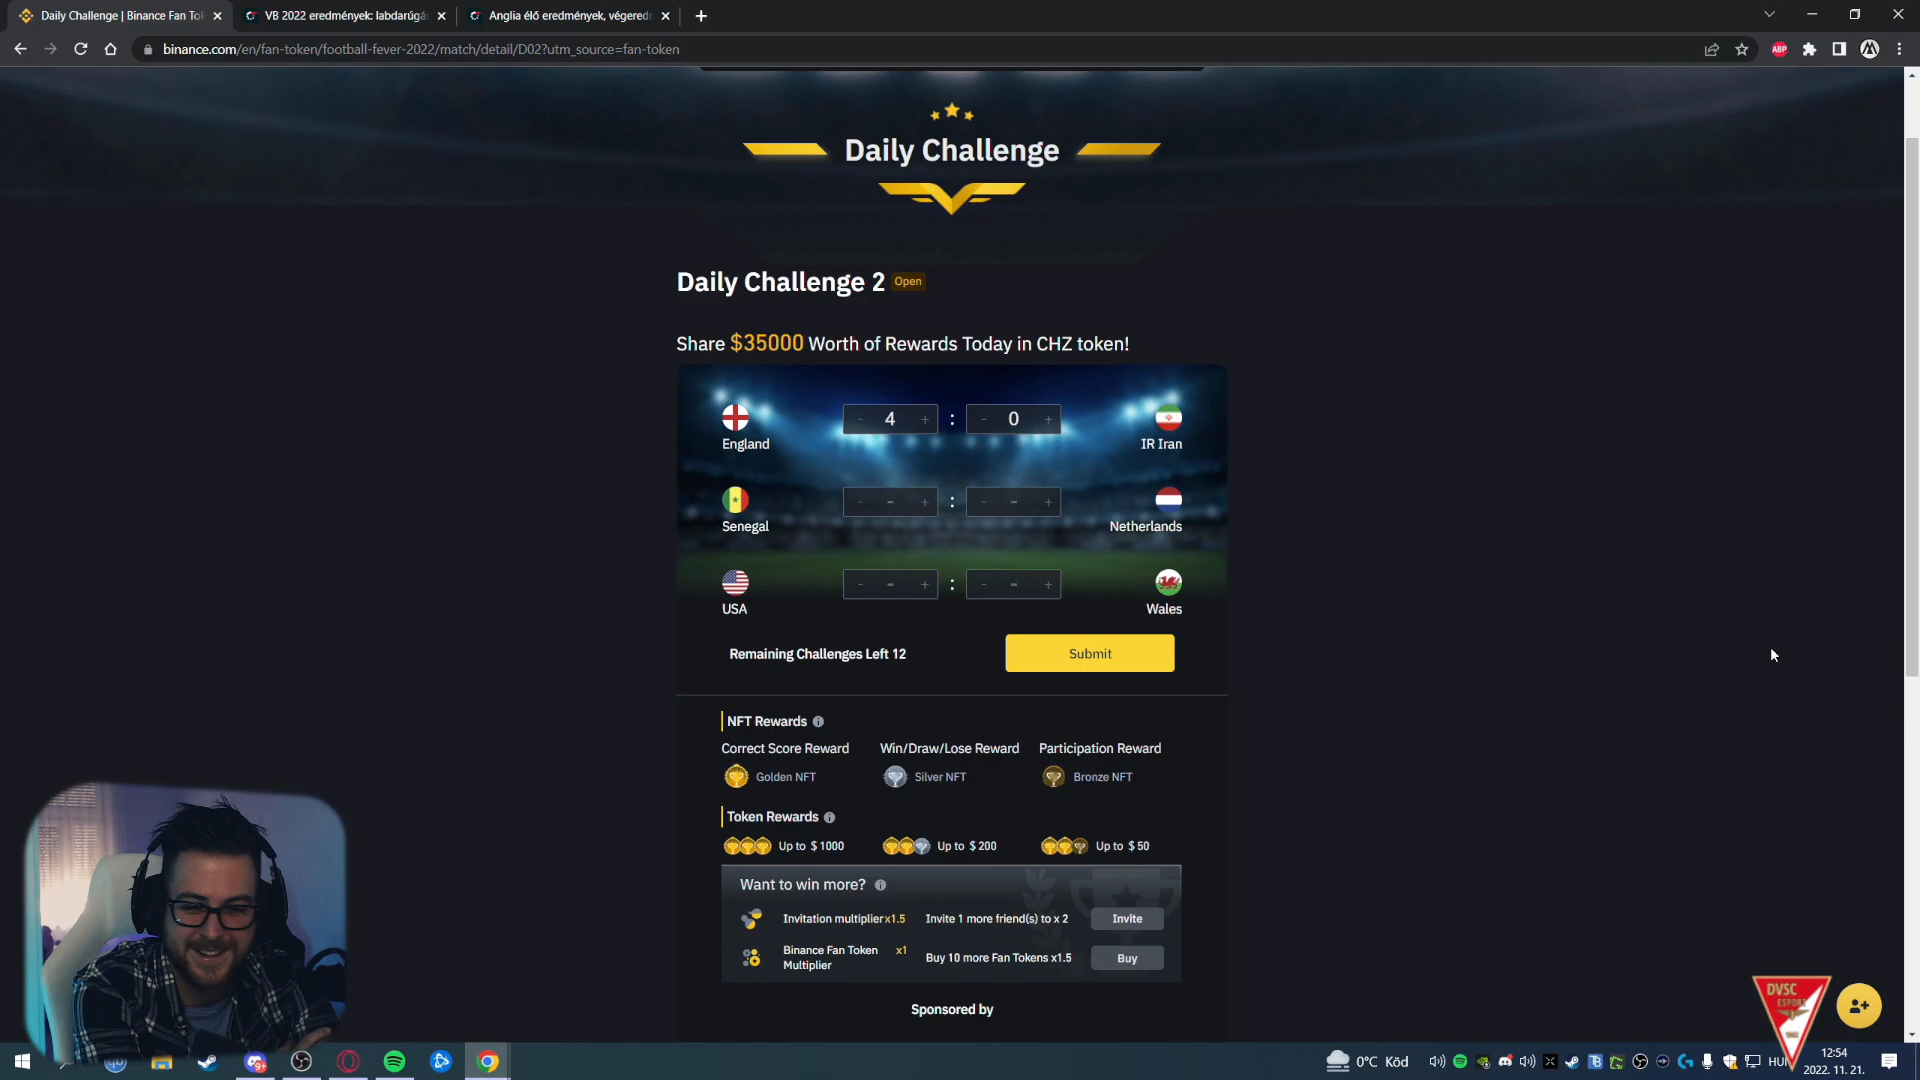 Daily Challenge | Binance Fan Tok
VB 2022 eredmények: labdarúgás
Anglia élő eredmények, végered
binance.com/en/fan-token/football-fever-2022/match/detail/D02?utm_source=fan-token
ABP
Daily Challenge
Daily Challenge 2 Open
Share $35000 Worth of Rewards Today in CHZ token!
- 4 + : - 0 +
England IR Iran
- - + : - - +
Senegal Netherlands
- - + : - - +
USA Wales
Remaining Challenges Left 12 Submit
NFT Rewards
Correct Score Reward Win/Draw/Lose Reward Participation Reward
Golden NFT Silver NFT Bronze NFT
Token Rewards
Up to $ 1000 Up to $ 200 Up to $ 50
Want to win more?
Invitation multiplier x1.5 Invite 1 more friend(s) to x 2 Invite
Binance Fan Token Multiplier x1 Buy 10 more Fan Tokens x1.5 Buy
Sponsored by
DVSC
ESPORT
0°C Köd
HUN
12:54
2022. 11. 21.